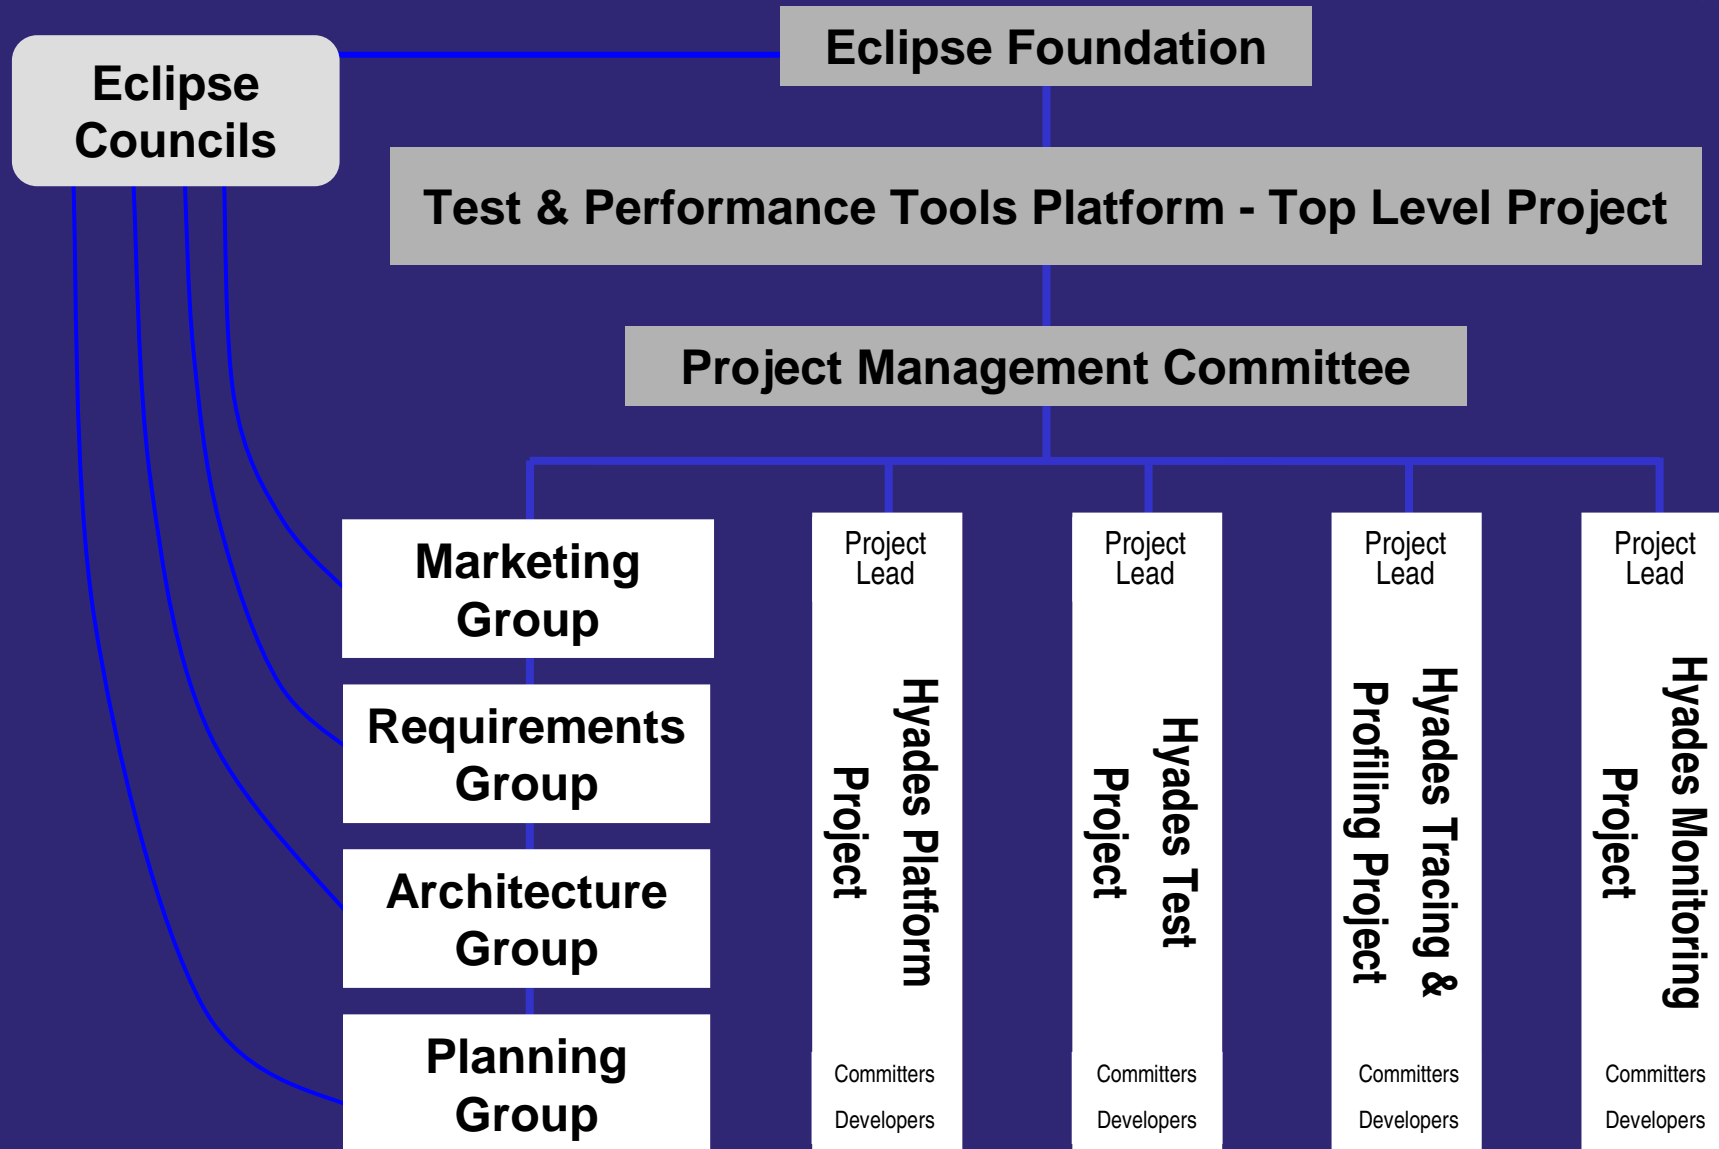 Eclipse Foundation
Eclipse
Councils
Test & Performance Tools Platform - Top Level Project
Project Management Committee
Marketing
Group
Requirements
Group
Architecture
Group
Planning
Group
Project
Lead
Hyades Platform
Project
Committers
Developers
Project
Lead
Hyades Test
Project
Committers
Developers
Project
Lead
Hyades Tracing &
Profiling Project
Committers
Developers
Project
Lead
Hyades Monitoring
Project
Committers
Developers